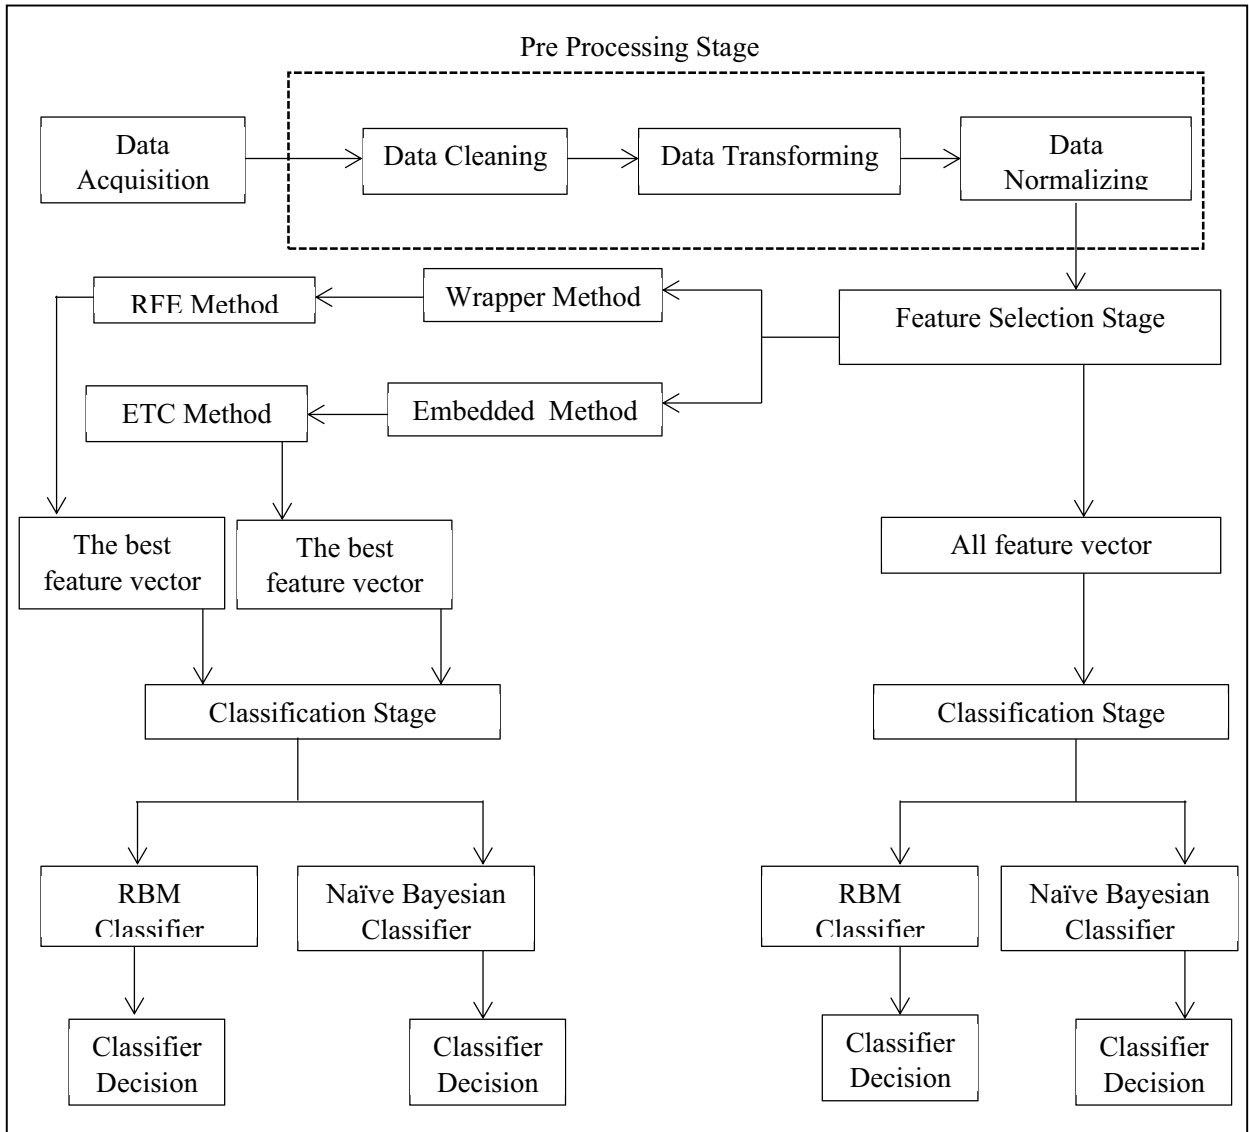 Pre Processing Stage
Data
Acquisition
Data Cleaning
Data Transforming
Data
Normalizing
RFE Method
Wrapper Method
Feature Selection Stage
ETC Method
Embedded  Method
The best
feature vector
The best
feature vector
All feature vector
Classification Stage
Classification Stage
RBM
Classifier
Naïve Bayesian
Classifier
RBM
Classifier
Naïve Bayesian
Classifier
Classifier
Decision
Classifier
Decision
Classifier
Decision
Classifier
Decision